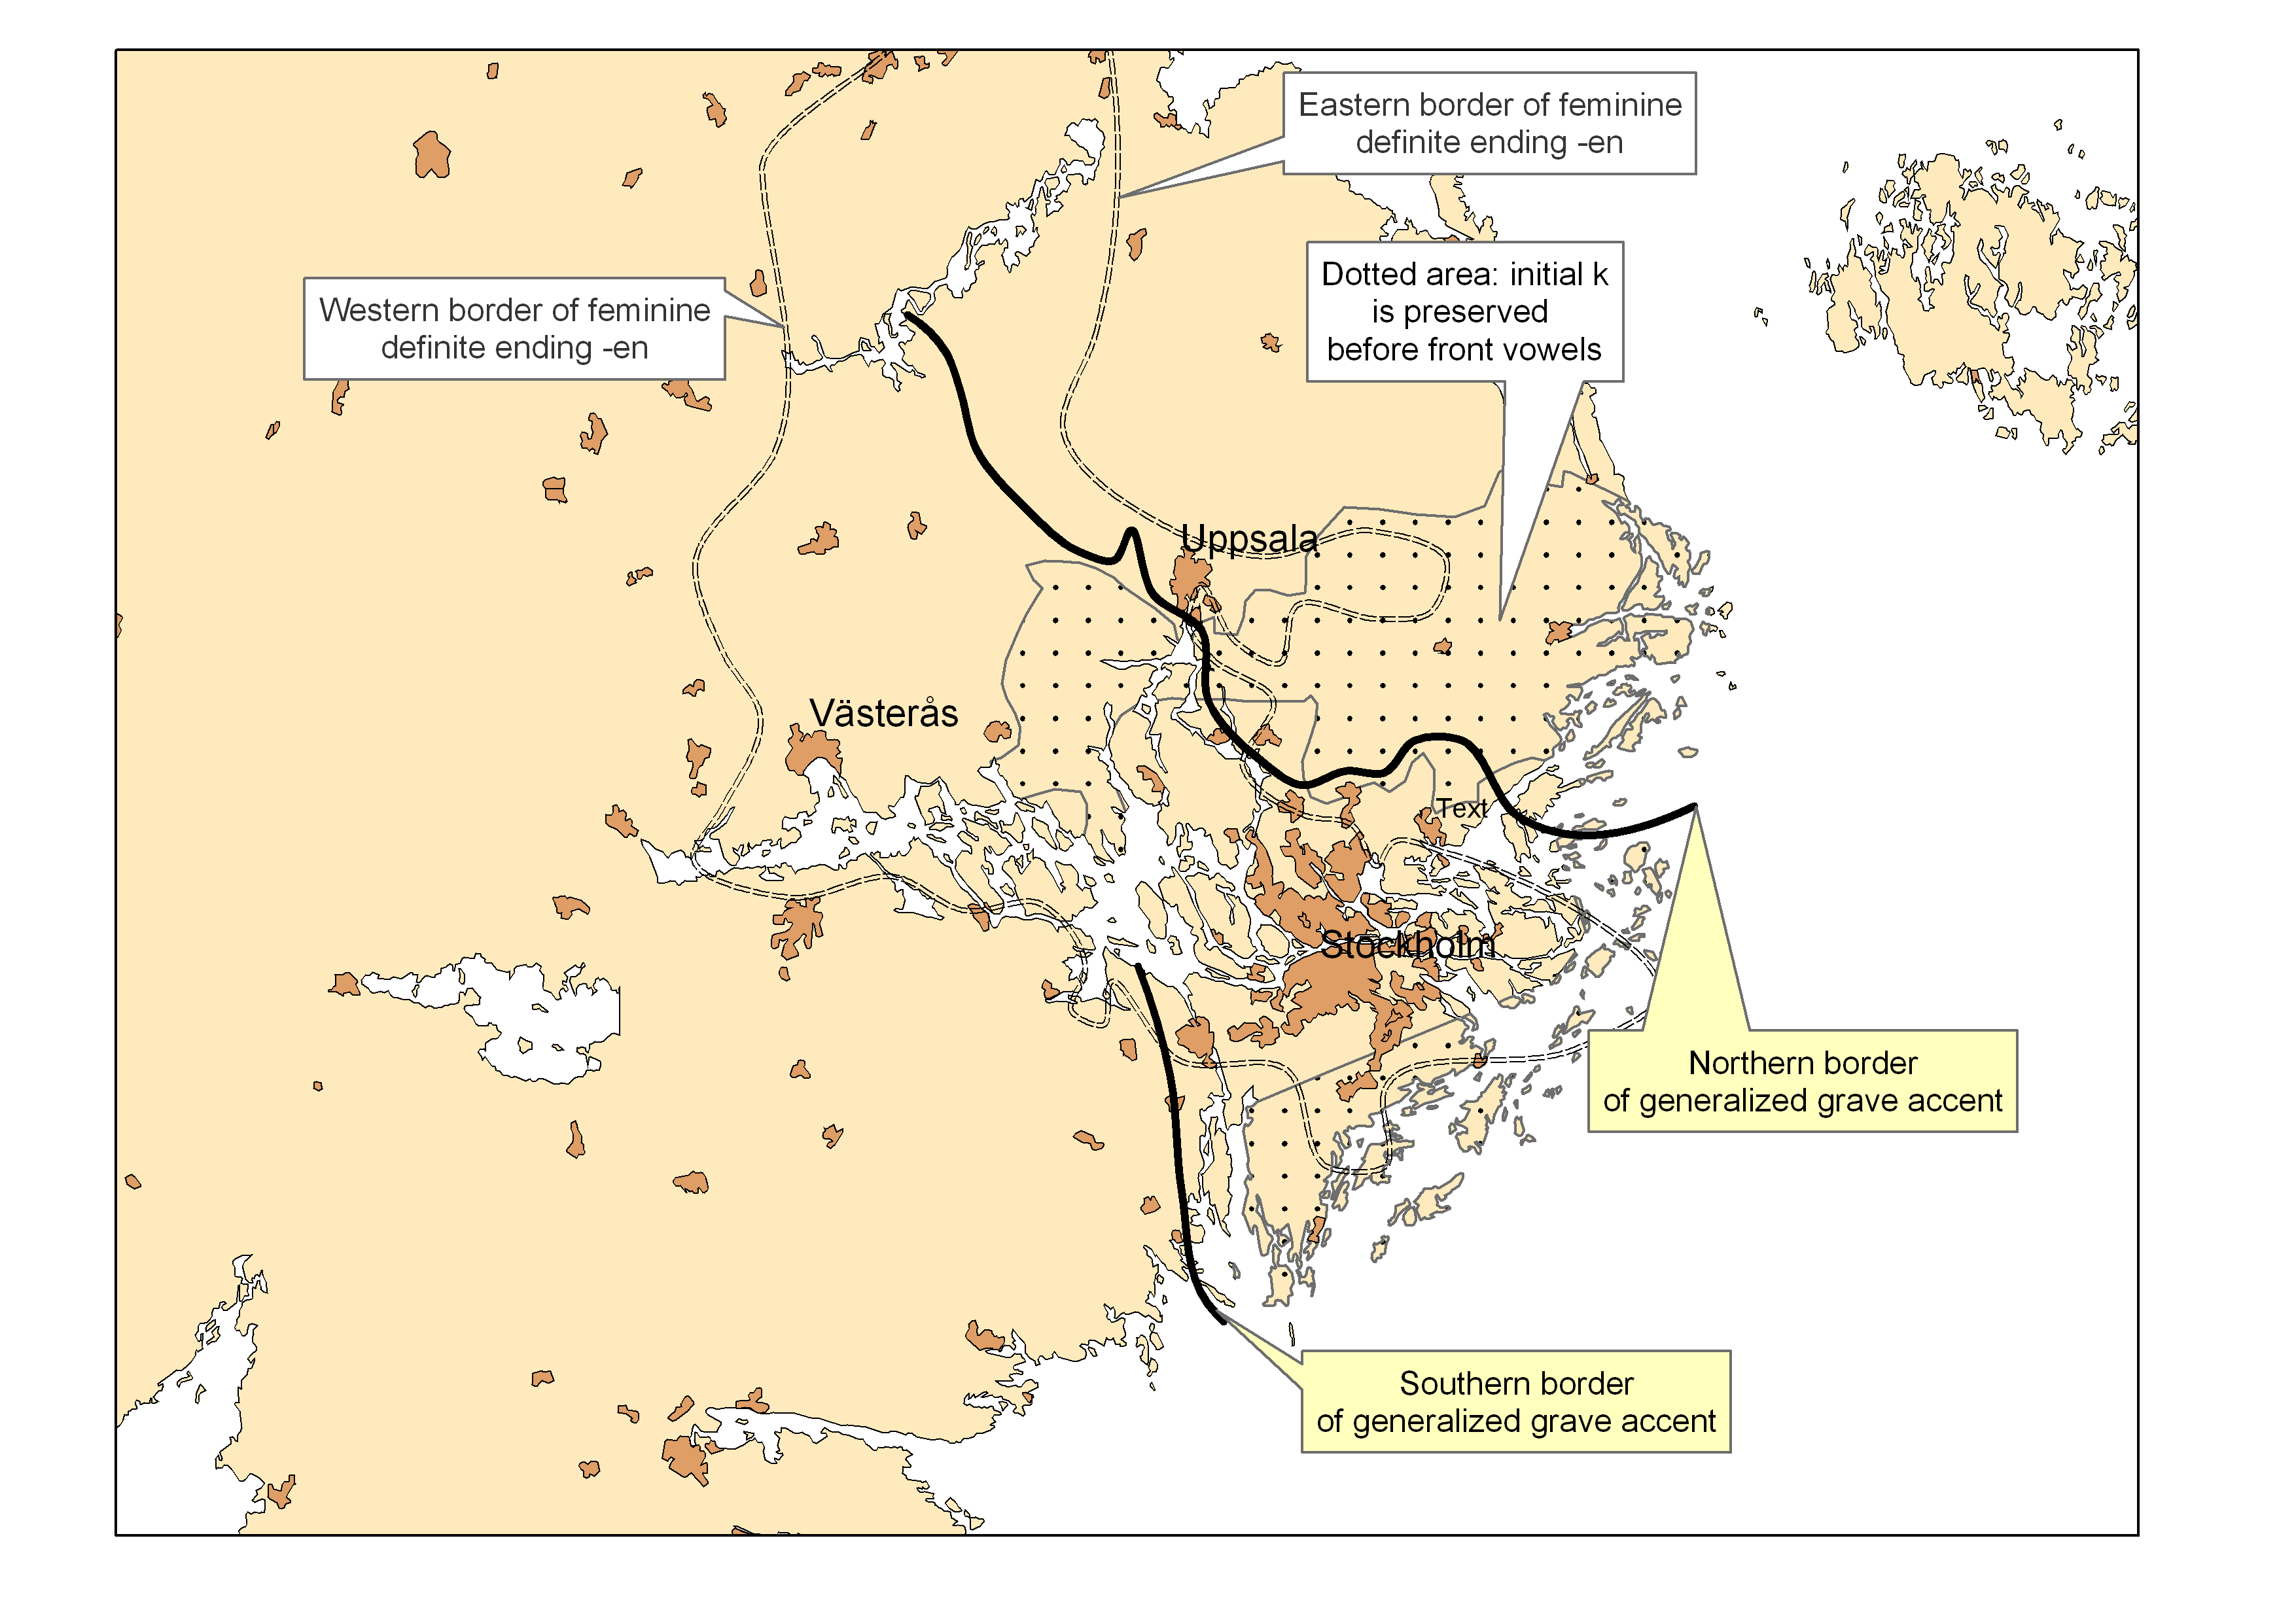 Eastern border of feminine
definite ending -en
Dotted area: initial k
is preserved
before front vowels
Western border of feminine
definite ending -en
Uppsala
Västerås
Text
Stockholm
Northern border
of generalized grave accent
Southern border
of generalized grave accent